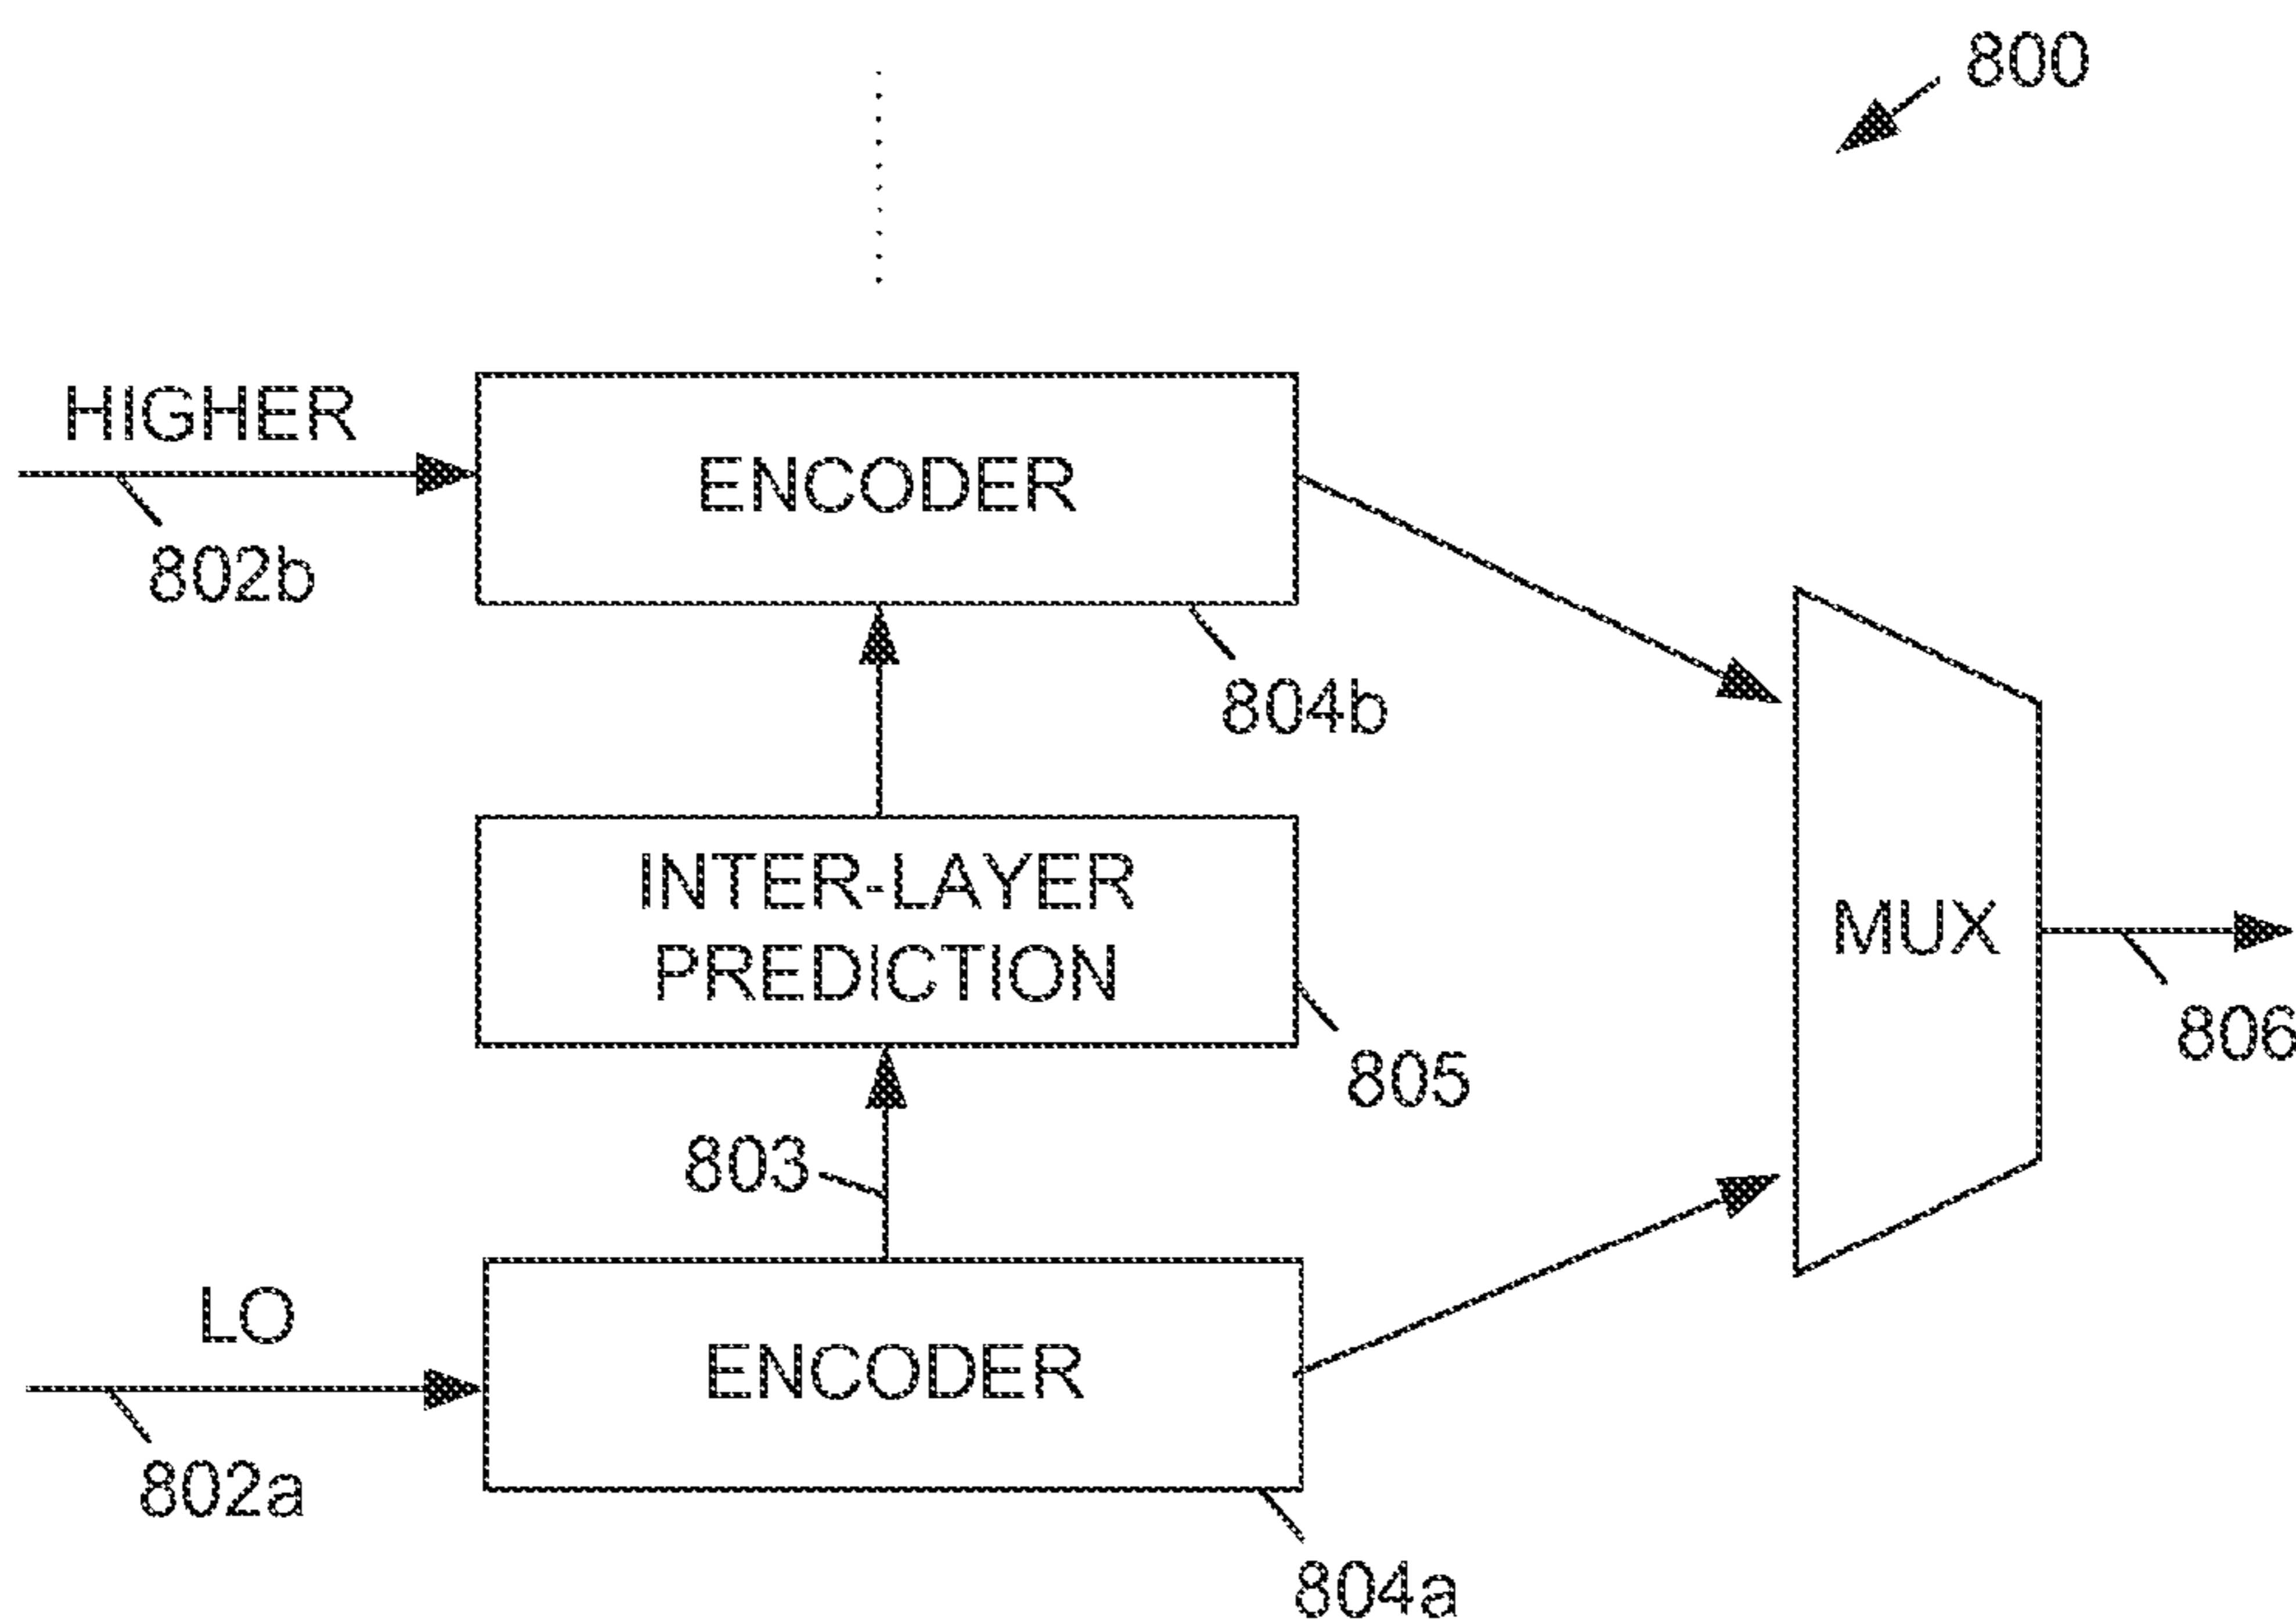 800
HIGHER
ENCODER
802b
804b
INTER-LAYER
PREDICTION
MUX
806
805
803
LO
ENCODER
802a
804a